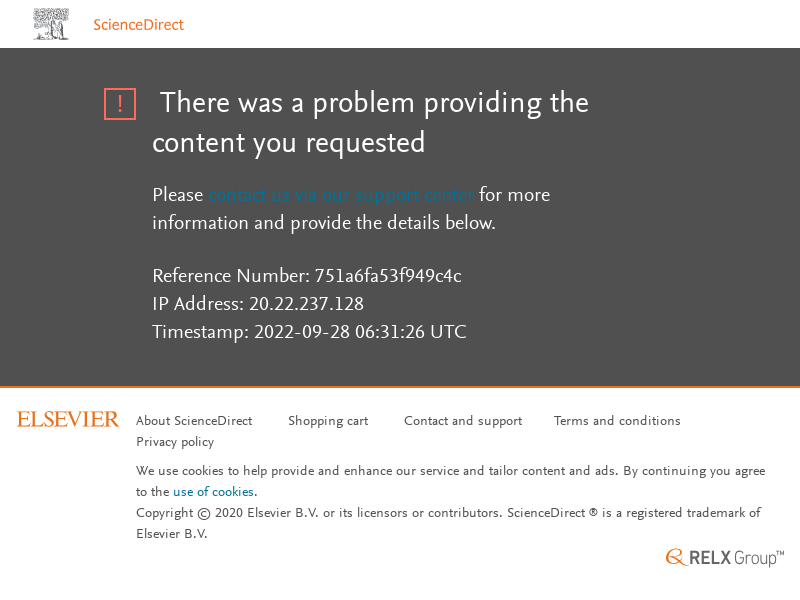 ScienceDirect
!
There was a problem providing the
content you requested
Please contact us via our support center for more
information and provide the details below.
Reference Number: 751a6fa53f949c4c
IP Address: 20.22.237.128
Timestamp: 2022-09-28 06:31:26 UTC
ELSEVIER
About ScienceDirect Shopping cart Contact and support Terms and conditions
Privacy policy
We use cookies to help provide and enhance our service and tailor content and ads. By continuing you agree
to the use of cookies.
Copyright © 2020 Elsevier B.V. or its licensors or contributors. ScienceDirect ® is a registered trademark of
Elsevier B.V.
RELX Group™